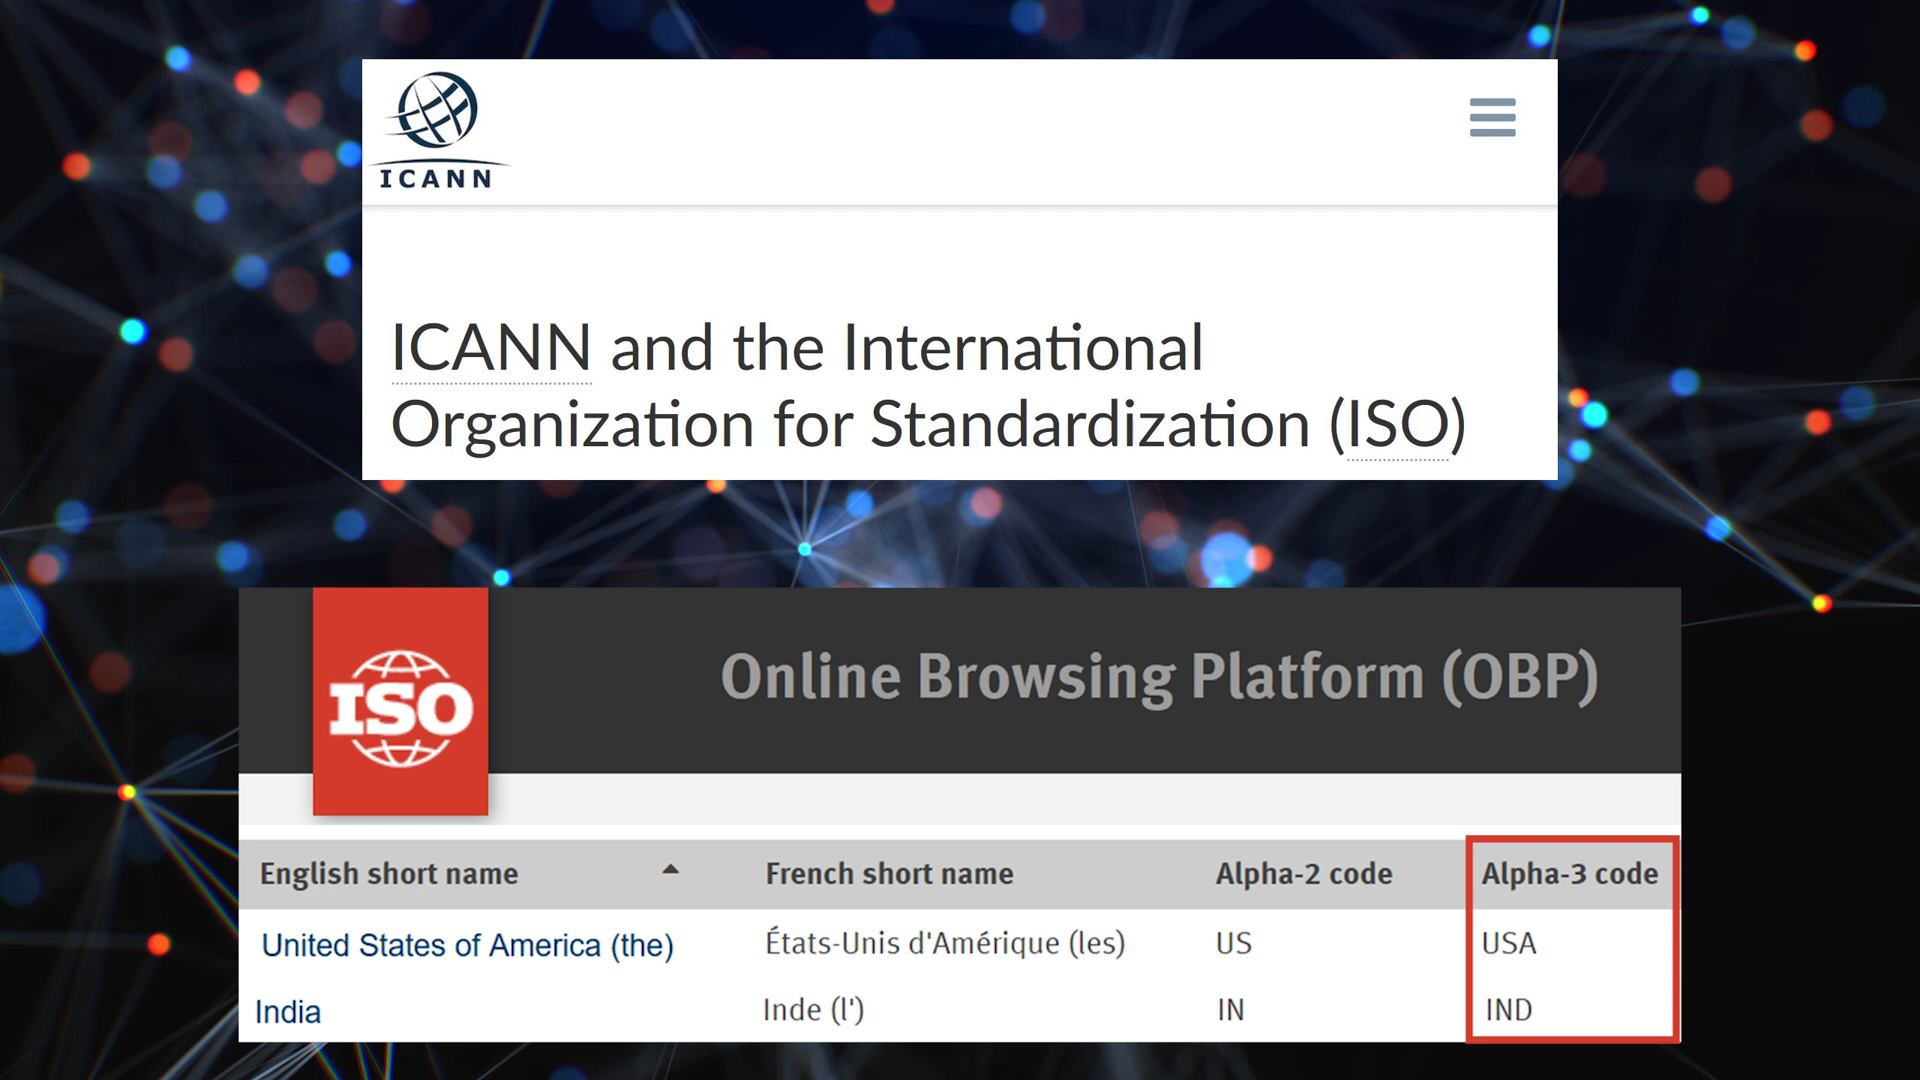 ICANN
ICANN and the International
Organization for Standardization (ISO)
ISO
Online Browsing Platform (OBP)
English short name French short name Alpha-2 code Alpha-3 code
United States of America (the) États-Unis d'Amérique (les) US USA
India Inde (l') IN IND